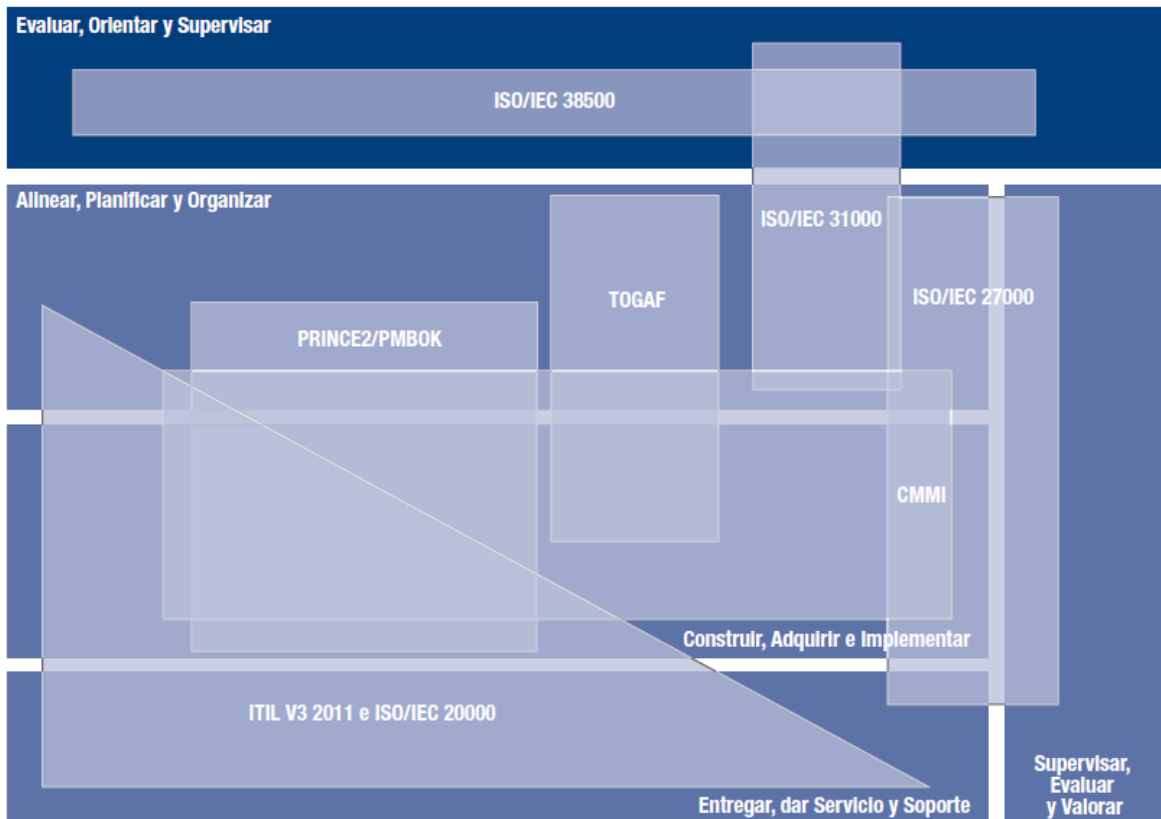 Evaluar, Orientar y Supervisar
ISO/IEC 38500
Alinear, Planificar y Organizar
ISO/IEC 31000
TOGAF
ISO/IEC 27000
PRINCE2/PMBOK
CMMI
Construir, Adquirir e Implementar
ITIL V3 2011 e ISO/IEC 20000
Entregar, dar Servicio y Soporte
Supervisar,
Evaluar
y Valorar